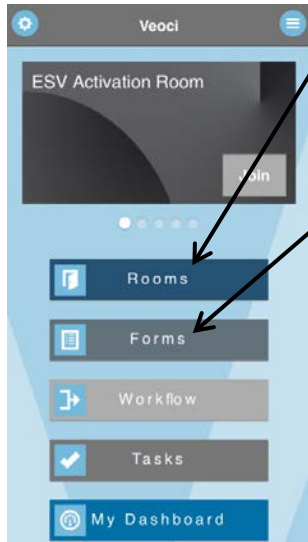 Veoci
ESV Activation Room
Join
Rooms
Forms
Workflow
Tasks
My Dashboard